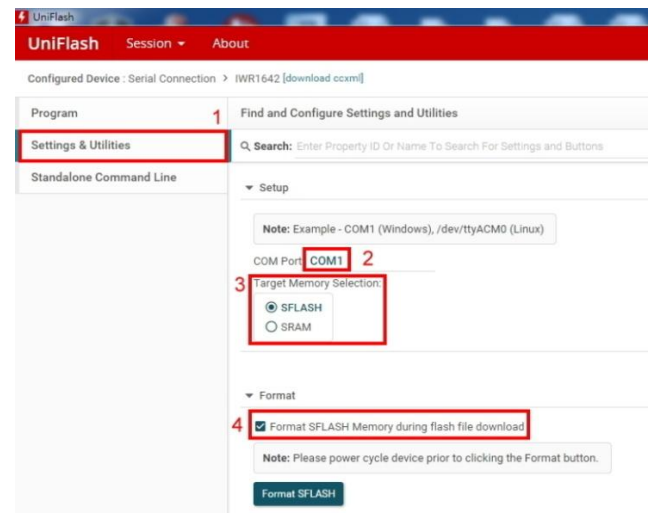 UniFlash
UniFlash Session About
Configured Device : Serial Connection > IWR1642 [download ccxml]
Program 1
Find and Configure Settings and Utilities
Settings & Utilities
Search: Enter Property ID Or Name To Search For Settings and Buttons
Standalone Command Line
Setup
Note: Example - COM1 (Windows), /dev/ttyACM0 (Linux)
COM Port: COM1 2
3 Target Memory Selection:
SFLASH
SRAM
Format
4 Format SFLASH Memory during flash file download
Note: Please power cycle device prior to clicking the Format button.
Format SFLASH